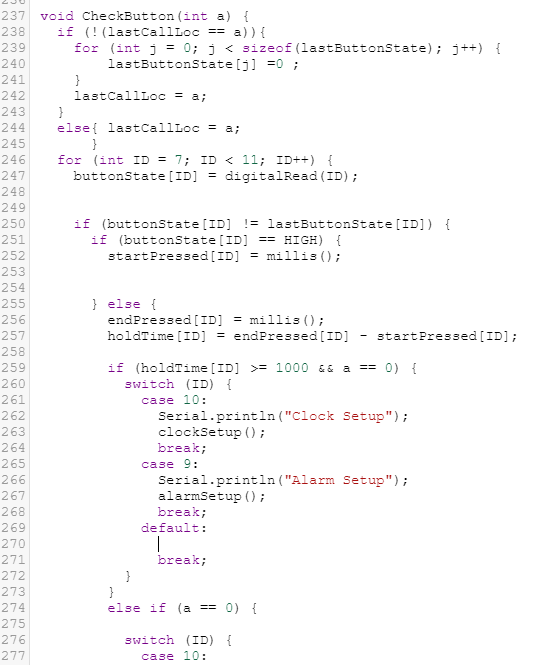 236
237 void CheckButton(int a) {
238   if (!(lastCallLoc == a)){
239     for (int j = 0; j < sizeof(lastButtonState); j++) {
240         lastButtonState[j] =0 ;
241     }
242     lastCallLoc = a;
243   }
244   else{ lastCallLoc = a;
245       }
246   for (int ID = 7; ID < 11; ID++) {
247     buttonState[ID] = digitalRead(ID);
248
249
250     if (buttonState[ID] != lastButtonState[ID]) {
251       if (buttonState[ID] == HIGH) {
252         startPressed[ID] = millis();
253
254
255       } else {
256         endPressed[ID] = millis();
257         holdTime[ID] = endPressed[ID] - startPressed[ID];
258
259         if (holdTime[ID] >= 1000 && a == 0) {
260           switch (ID) {
261             case 10:
262               Serial.println("Clock Setup");
263               clockSetup();
264               break;
265             case 9:
266               Serial.println("Alarm Setup");
267               alarmSetup();
268               break;
269             default:
270
271               break;
272           }
273         }
274         else if (a == 0) {
275
276           switch (ID) {
277             case 10: